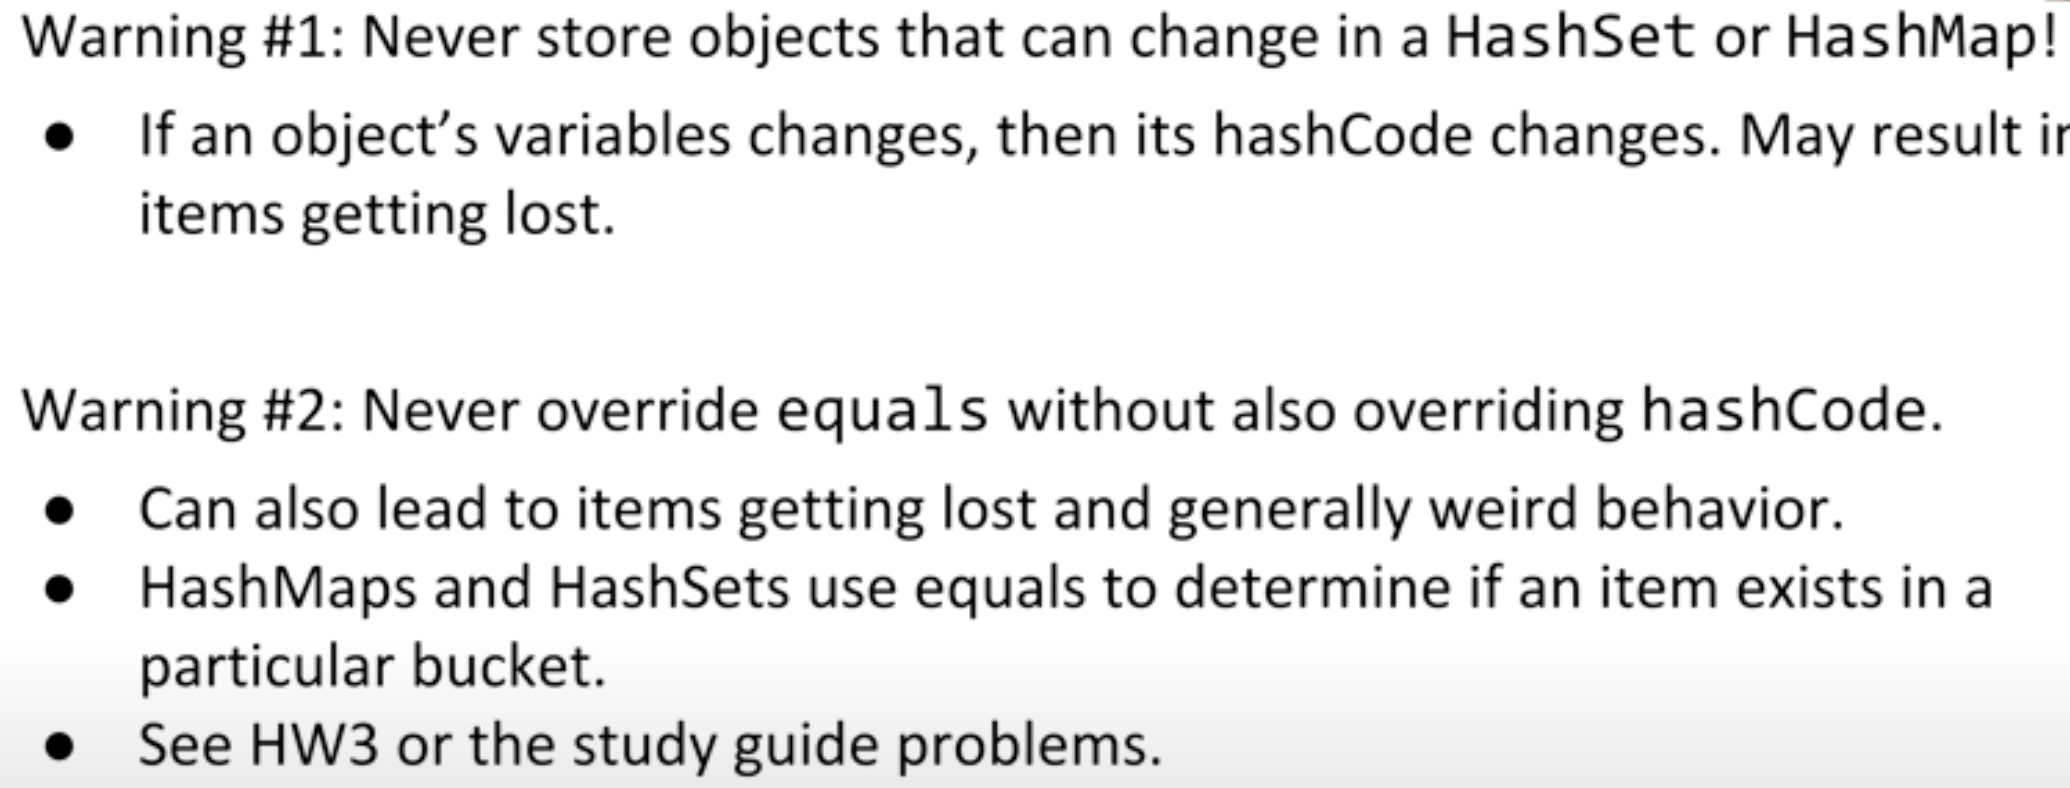 Warning #1: Never store objects that can change in a HashSet or HashMap!
● If an object’s variables changes, then its hashCode changes. May result in
items getting lost.
Warning #2: Never override equals without also overriding hashCode.
● Can also lead to items getting lost and generally weird behavior.
● HashMaps and HashSets use equals to determine if an item exists in a
particular bucket.
● See HW3 or the study guide problems.